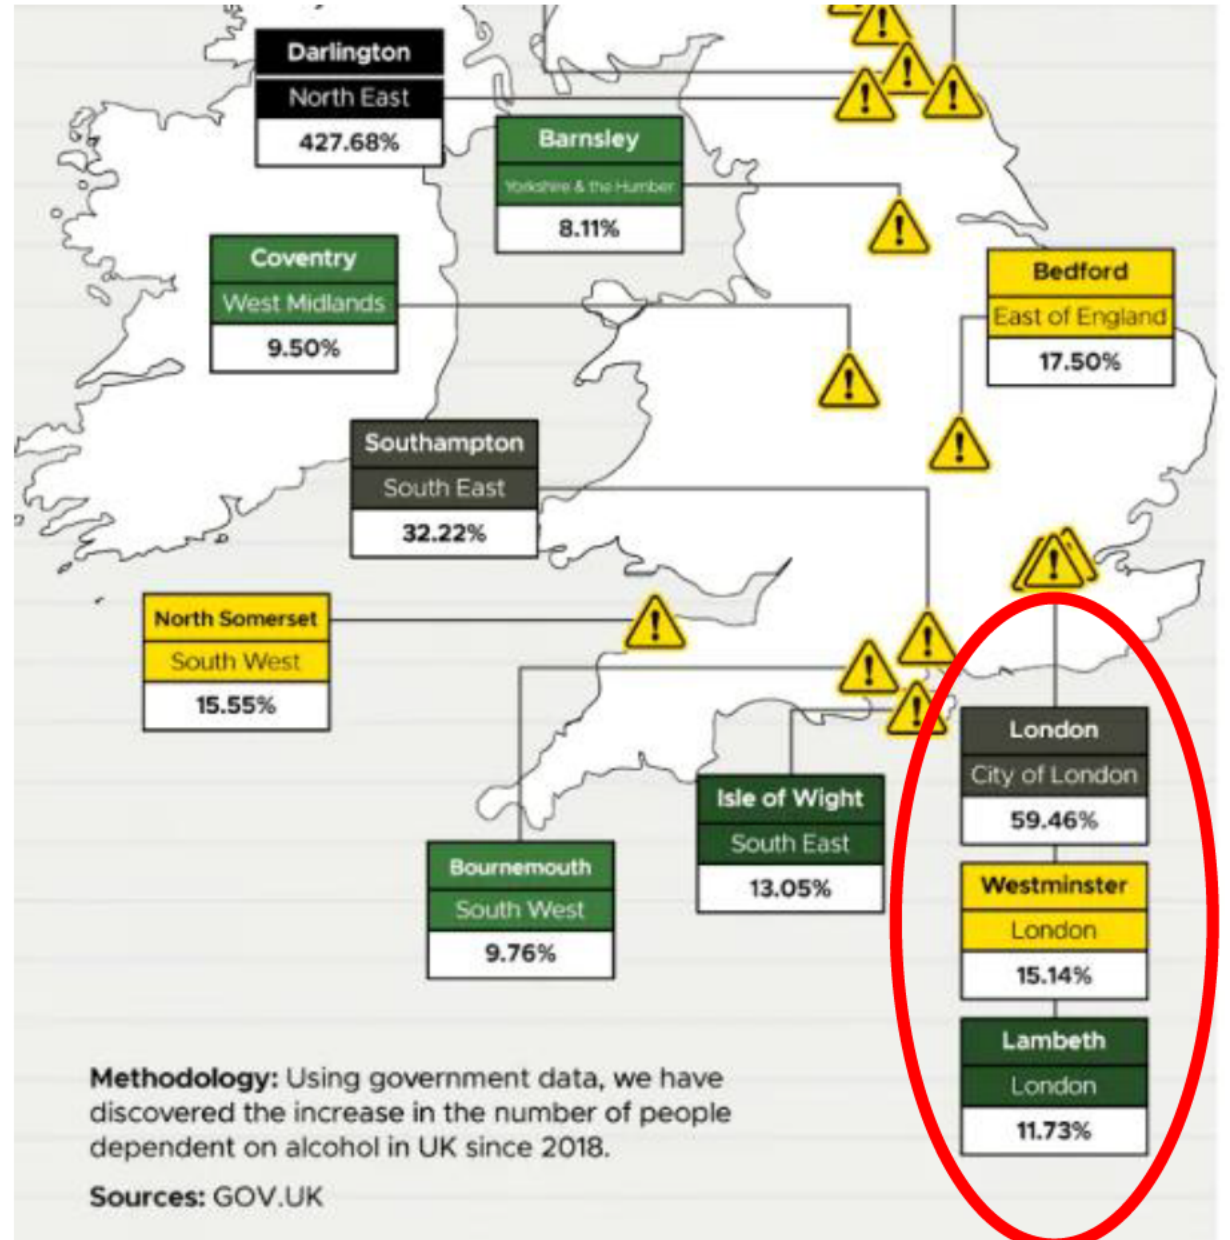 Darlington
North East
427.68%
Barnsley
Yorkshire & the Humber
8.11%
Coventry
West Midlands
9.50%
Bedford
East of England
17.50%
Southampton
South East
32.22%
North Somerset
South West
15.55%
London
City of London
59.46%
Isle of Wight
South East
13.05%
Bournemouth
South West
9.76%
Westminster
London
15.14%
Lambeth
London
11.73%
Methodology: Using government data, we have
discovered the increase in the number of people
dependent on alcohol in UK since 2018.
Sources: GOV.UK